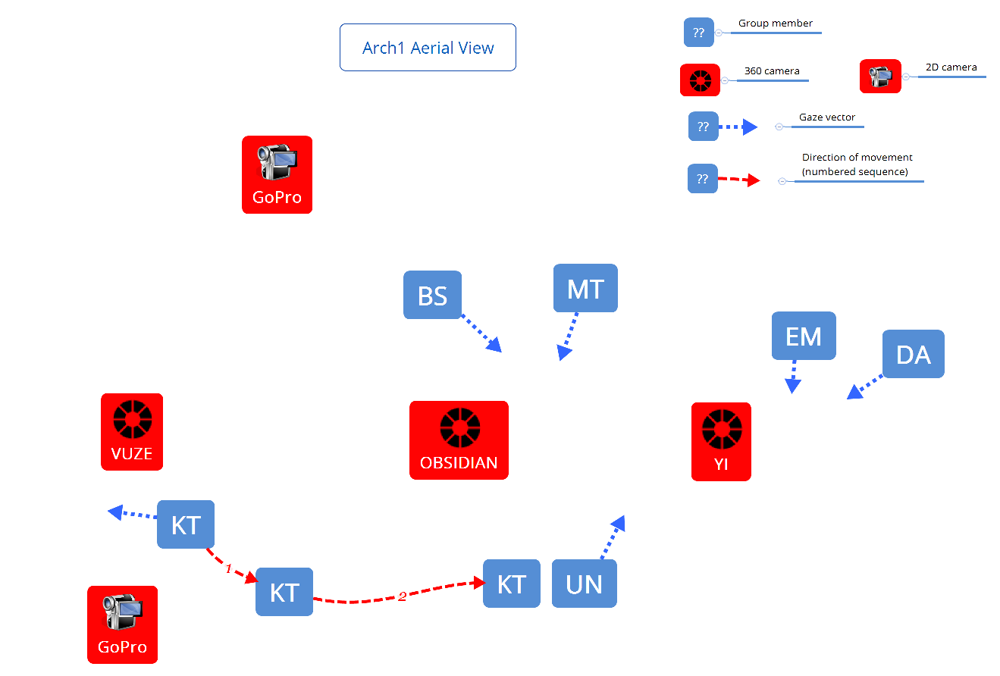 Arch1 Aerial View
??
Group member
??
360 camera
2D camera
??
Gaze vector
??
Direction of movement
(numbered sequence)
GoPro
BS
MT
EM
DA
VUZE
OBSIDIAN
YI
KT
1
KT
2
KT
UN
GoPro